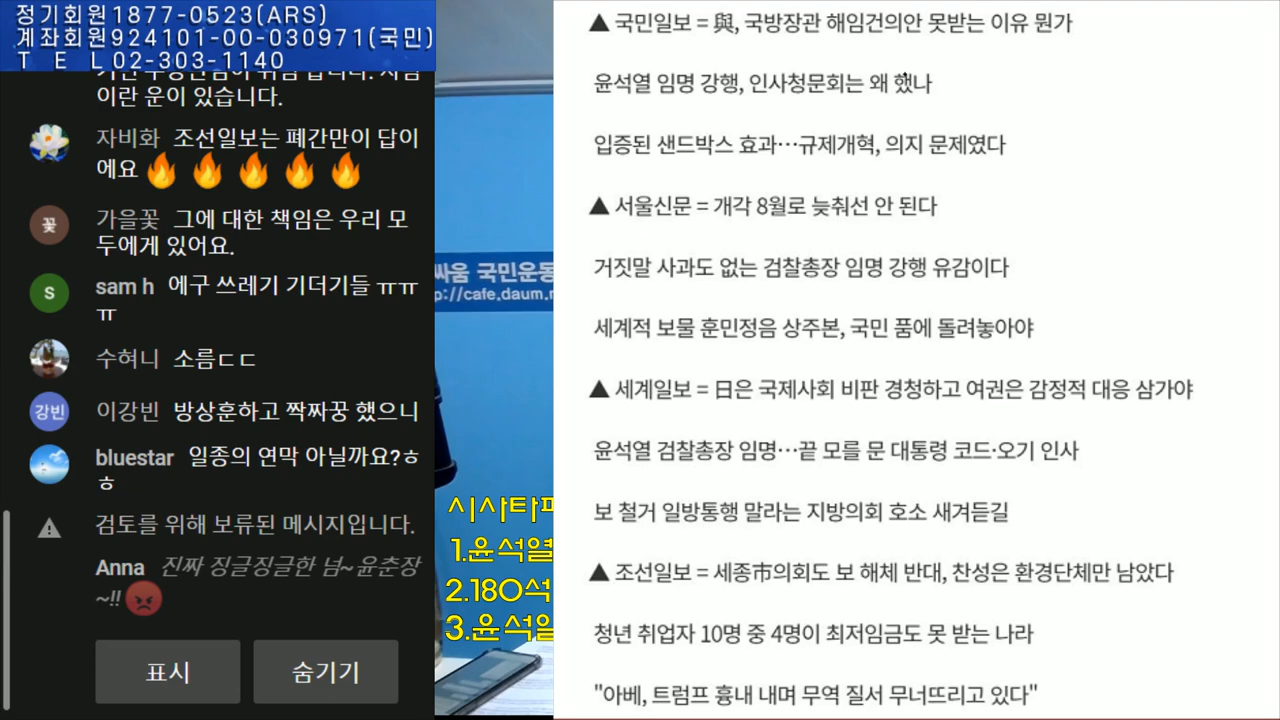 정기회원1877-0523(ARS)
계좌회원924101-00-030971(국민)
T E L 02-303-1140
이란 운이 있습니다.
자비화 조선일보는 폐간만이 답이
에요 🔥 🔥 🔥 🔥 🔥
꽃 가을꽃 그에 대한 책임은 우리 모
두에게 있어요.
S sam h 에구 쓰레기 기더기들 ㅠㅠ
ㅠ
수혀니 소름ㄷㄷ
강빈 이강빈 방상훈하고 짝짜꿍 했으니
bluestar 일종의 연막 아닐까요?ㅎ
ㅎ
검토를 위해 보류된 메시지입니다.
Anna 진짜 징글징글한 넘~ 윤춘장
~!! 😡
표시
숨기기
싸움 국민운동
p://cafe.daum.n
시사타파
1.윤석열
2.180석
3.윤석열
▲ 국민일보 = 與, 국방장관 해임건의안 못받는 이유 뭔가
윤석열 임명 강행, 인사청문회는 왜 했나
입증된 샌드박스 효과…규제개혁, 의지 문제였다
▲ 서울신문 = 개각 8월로 늦춰선 안 된다
거짓말 사과도 없는 검찰총장 임명 강행 유감이다
세계적 보물 훈민정음 상주본, 국민 품에 돌려놓아야
▲ 세계일보 = 日은 국제사회 비판 경청하고 여권은 감정적 대응 삼가야
윤석열 검찰총장 임명…끝 모를 문 대통령 코드·오기 인사
보 철거 일방통행 말라는 지방의회 호소 새겨듣길
▲ 조선일보 = 세종市의회도 보 해체 반대, 찬성은 환경단체만 남았다
청년 취업자 10명 중 4명이 최저임금도 못 받는 나라
"아베, 트럼프 흉내 내며 무역 질서 무너뜨리고 있다"